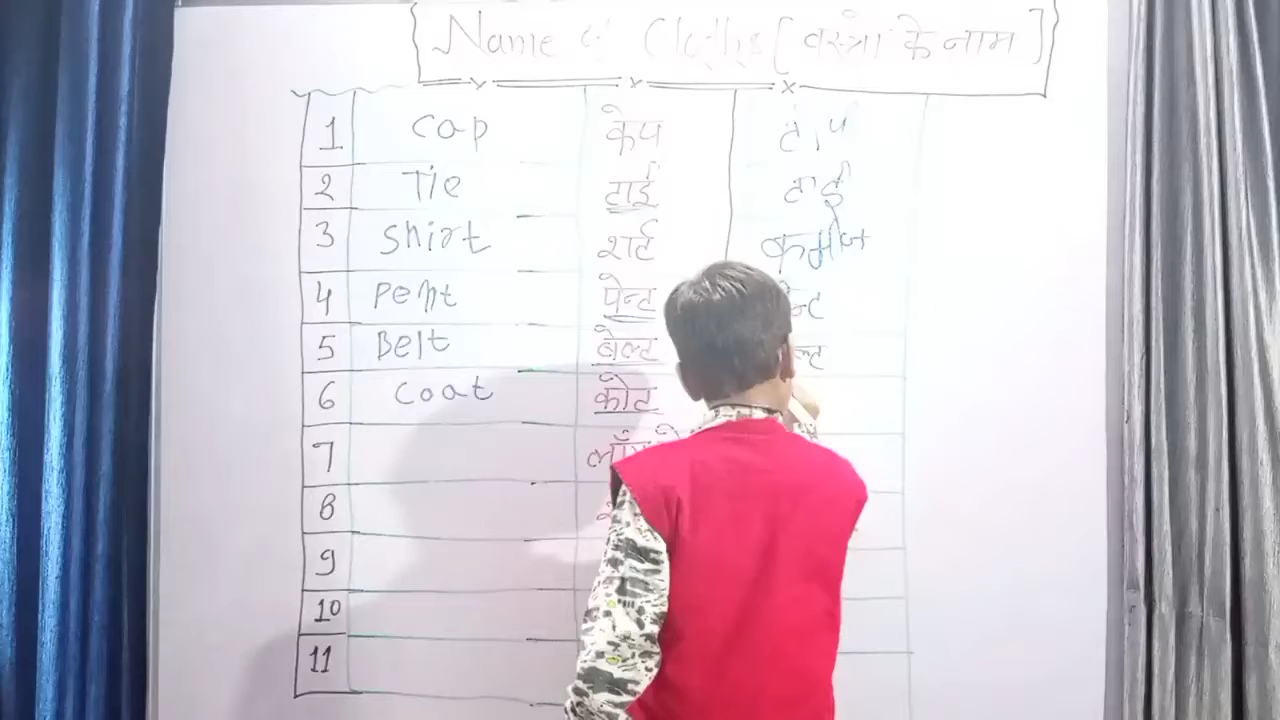 Name of Cloths [ वस्त्रों के नाम ]
1 Cap केप टोप
2 Tie टाई टाई
3 Shirt शर्ट कमीज
4 Pent पेन्ट
5 Belt बेल्ट
6 Coat कोट
7
8
9
10
11